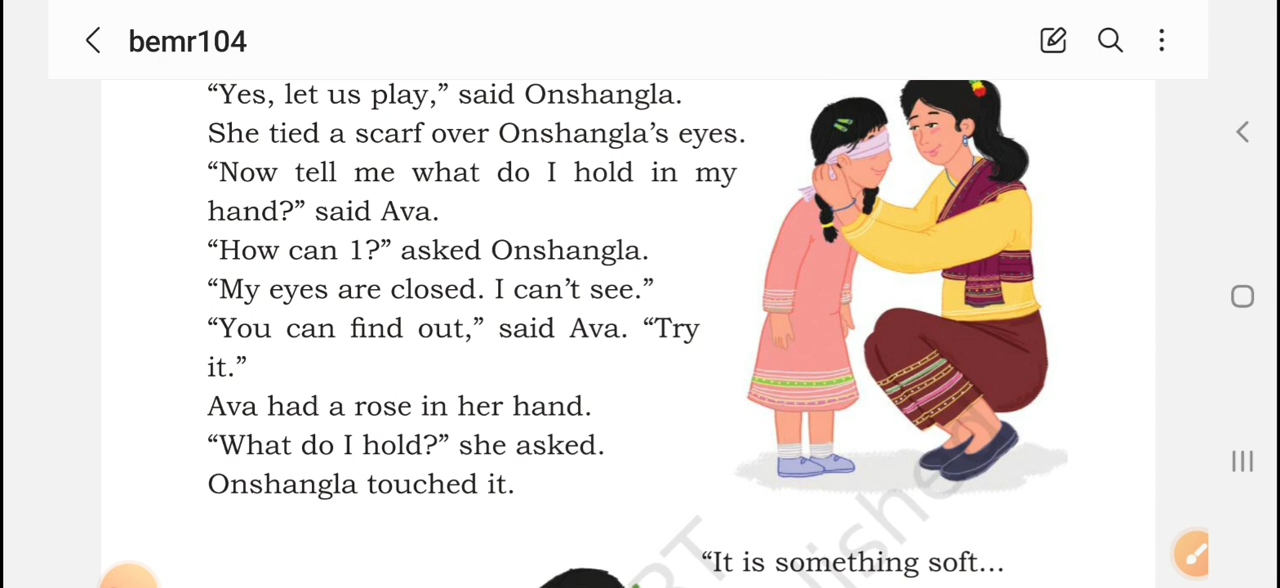 bemr104
“Yes, let us play,” said Onshangla.
She tied a scarf over Onshangla’s eyes.
“Now tell me what do I hold in my
hand?” said Ava.
“How can 1?” asked Onshangla.
“My eyes are closed. I can’t see.”
“You can find out,” said Ava. “Try
it.”
Ava had a rose in her hand.
“What do I hold?” she asked.
Onshangla touched it.
“It is something soft...